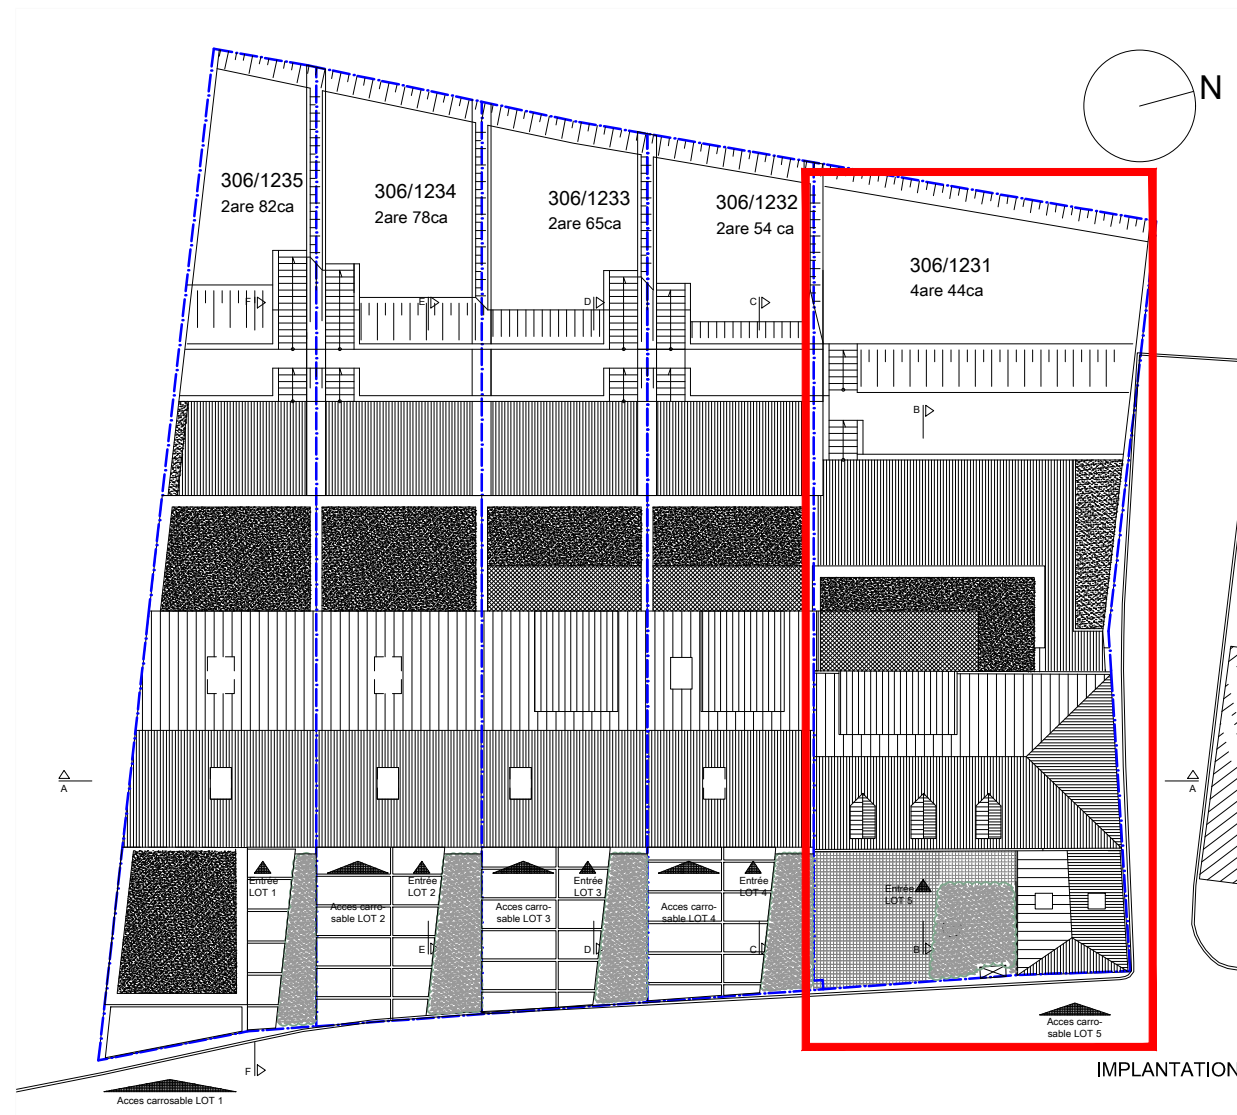 N
306/1235
2are 82ca
306/1234
2are 78ca
306/1233
2are 65ca
306/1232
2are 54 ca
306/1231
4are 44ca
F
E
D
C
B
A
A
Entrée
LOT 1
Acces carro-
sable LOT 2
Entrée
LOT 2
Acces carro-
sable LOT 3
Entrée
LOT 3
Acces carro-
sable LOT 4
Entrée
LOT 4
Entrée
LOT 5
E
D
C
B
Acces carro-
sable LOT 5
F
IMPLANTATION
Acces carrosable LOT 1